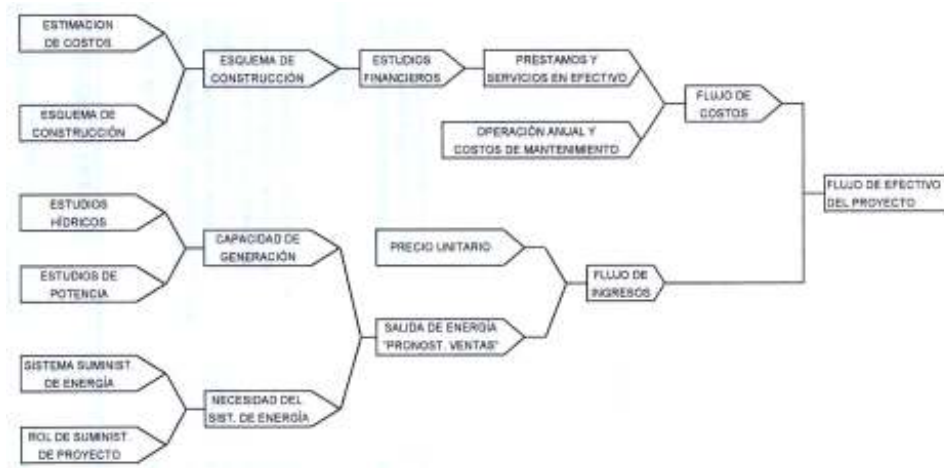 ESTIMACION
DE COSTOS
ESQUEMA DE
CONSTRUCCIÓN
ESQUEMA DE
CONSTRUCCIÓN
ESTUDIOS
FINANCIEROS
PRÉSTAMOS Y
SERVICIOS EN EFECTIVO
OPERACIÓN ANUAL Y
COSTOS DE MANTENIMIENTO
FLUJO DE
COSTOS
FLUJO DE EFECTIVO
DEL PROYECTO
ESTUDIOS
HÍDRICOS
ESTUDIOS DE
POTENCIA
CAPACIDAD DE
GENERACIÓN
PRECIO UNITARIO
FLUJO DE
INGRESOS
SALIDA DE ENERGÍA
"PRONOST. VENTAS"
SISTEMA SUMINIST.
DE ENERGÍA
ROL DE SUMINIST.
DE PROYECTO
NECESIDAD DEL
SIST. DE ENERGÍA